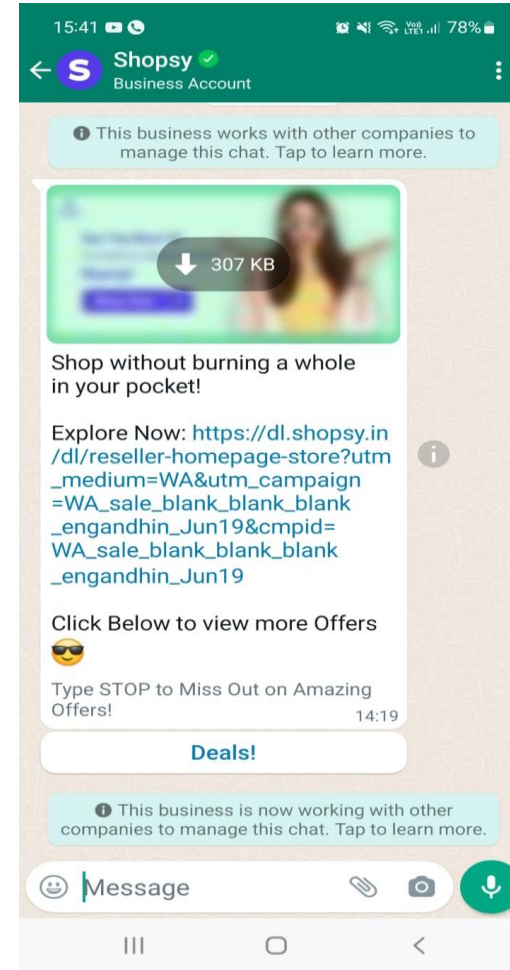 15:41
78%
S
Shopsy
Business Account
This business works with other companies to
manage this chat. Tap to learn more.
307 KB
Shop without burning a whole
in your pocket!
Explore Now: https://dl.shopsy.in
/dl/reseller-homepage-store?utm
_medium=WA&utm_campaign
=WA_sale_blank_blank_blank
_engandhin_Jun19&cmpid=
WA_sale_blank_blank_blank
_engandhin_Jun19
Click Below to view more Offers
Type STOP to Miss Out on Amazing
Offers!
14:19
Deals!
This business is now working with other
companies to manage this chat. Tap to learn more.
Message